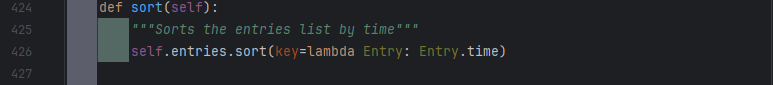 424 def sort(self):
425 """Sorts the entries list by time"""
426 self.entries.sort(key=lambda Entry: Entry.time)
427